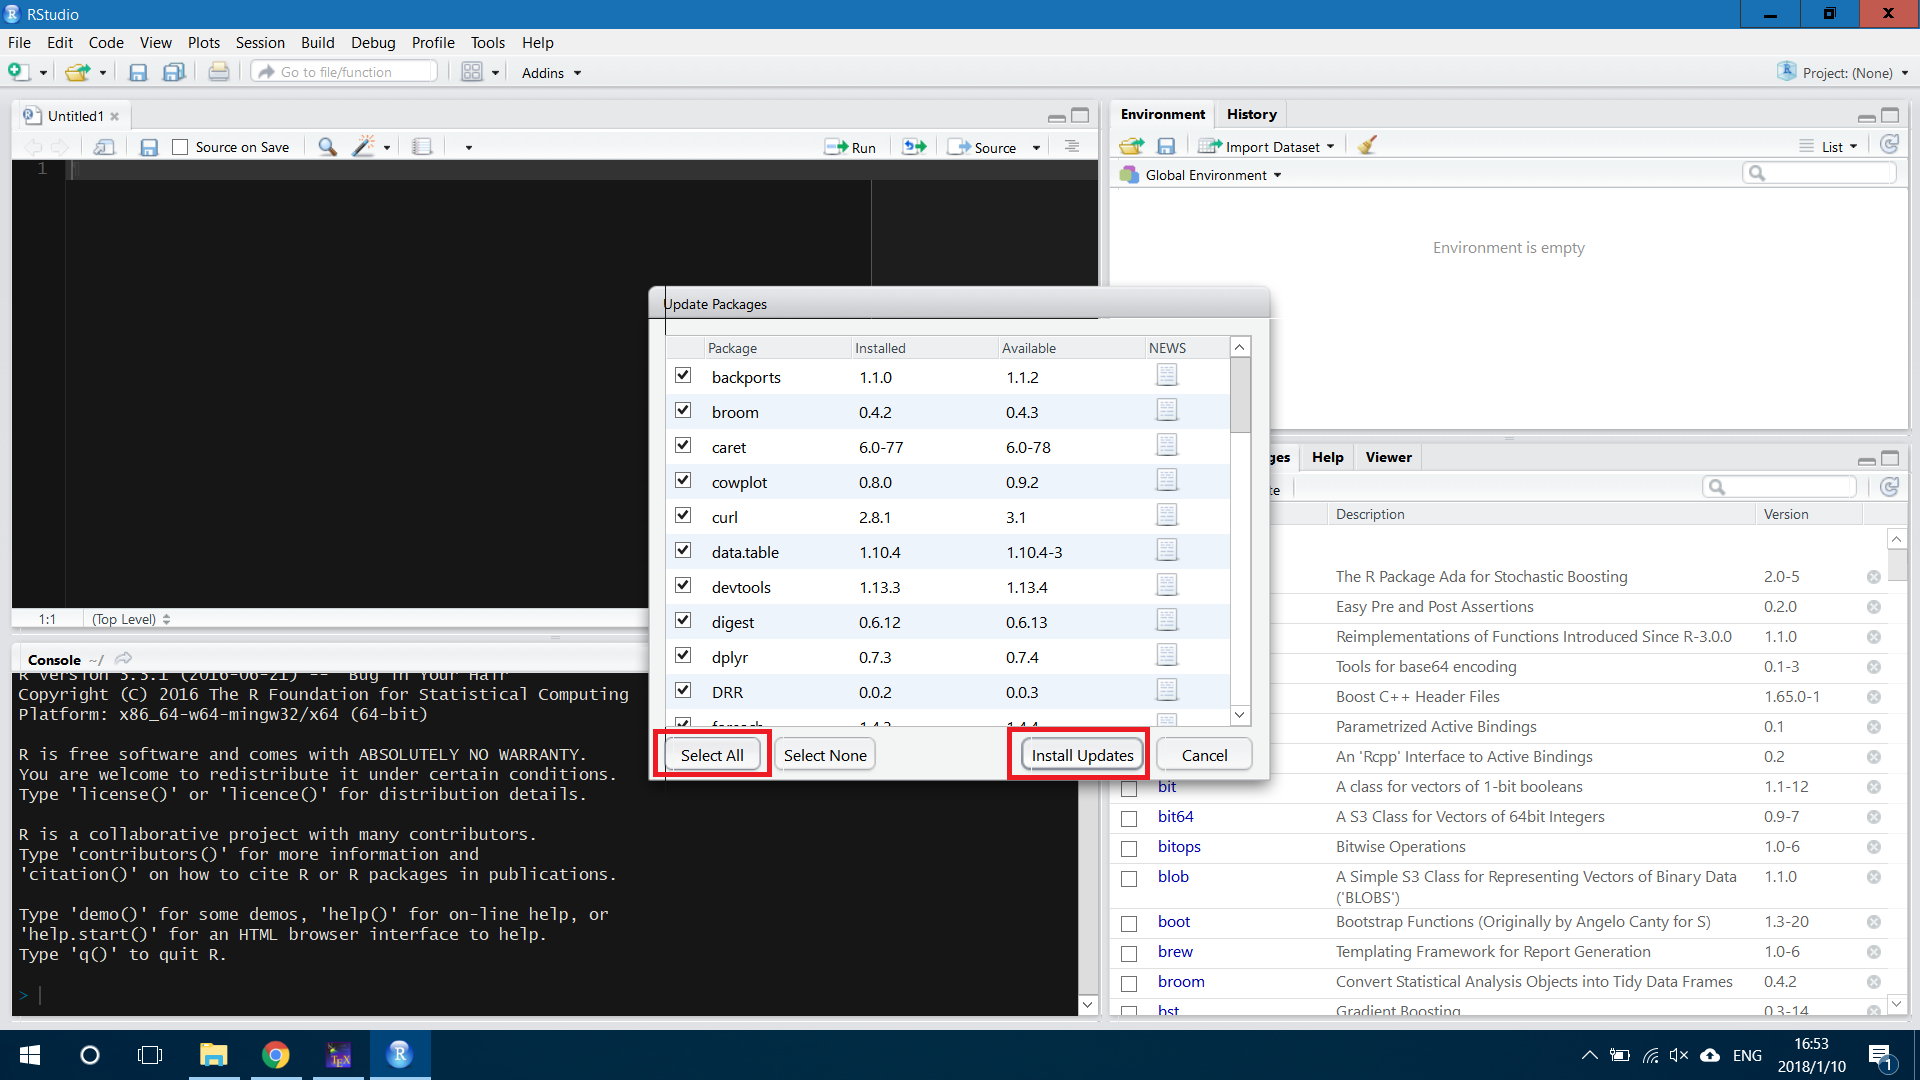 RStudio
File Edit Code View Plots Session Build Debug Profile Tools Help
Go to file/function Addins Project: (None)
Untitled1
Source on Save Run Source
1
1:1 (Top Level)
Console ~/
R version 3.3.1 (2016-06-21) -- "Bug in Your Hair"
Copyright (C) 2016 The R Foundation for Statistical Computing
Platform: x86_64-w64-mingw32/x64 (64-bit)
R is free software and comes with ABSOLUTELY NO WARRANTY.
You are welcome to redistribute it under certain conditions.
Type 'license()' or 'licence()' for distribution details.
R is a collaborative project with many contributors.
Type 'contributors()' for more information and
'citation()' on how to cite R or R packages in publications.
Type 'demo()' for some demos, 'help()' for on-line help, or
'help.start()' for an HTML browser interface to help.
Type 'q()' to quit R.
>
Environment History
Import Dataset List
Global Environment
Environment is empty
Update Packages
Package Installed Available NEWS
backports 1.1.0 1.1.2
broom 0.4.2 0.4.3
caret 6.0-77 6.0-78
cowplot 0.8.0 0.9.2
curl 2.8.1 3.1
data.table 1.10.4 1.10.4-3
devtools 1.13.3 1.13.4
digest 0.6.12 0.6.13
dplyr 0.7.3 0.7.4
DRR 0.0.2 0.0.3
foreach 1.4.3 1.4.4
Select All Select None Install Updates Cancel
ges Help Viewer
te
Description Version
The R Package Ada for Stochastic Boosting 2.0-5
Easy Pre and Post Assertions 0.2.0
Reimplementations of Functions Introduced Since R-3.0.0 1.1.0
Tools for base64 encoding 0.1-3
Boost C++ Header Files 1.65.0-1
Parametrized Active Bindings 0.1
An 'Rcpp' Interface to Active Bindings 0.2
bit A class for vectors of 1-bit booleans 1.1-12
bit64 A S3 Class for Vectors of 64bit Integers 0.9-7
bitops Bitwise Operations 1.0-6
blob A Simple S3 Class for Representing Vectors of Binary Data 1.1.0
('BLOBS')
boot Bootstrap Functions (Originally by Angelo Canty for S) 1.3-20
brew Templating Framework for Report Generation 1.0-6
broom Convert Statistical Analysis Objects into Tidy Data Frames 0.4.2
bst Gradient Boosting 0.3-14
ENG
16:53
2018/1/10
1